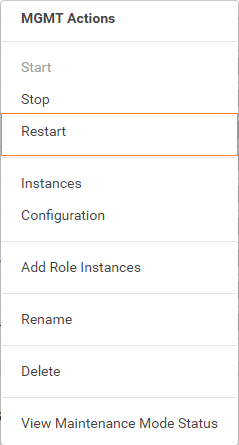 MGMT Actions
Start
Stop
Restart
Instances
Configuration
Add Role Instances
Rename
Delete
View Maintenance Mode Status